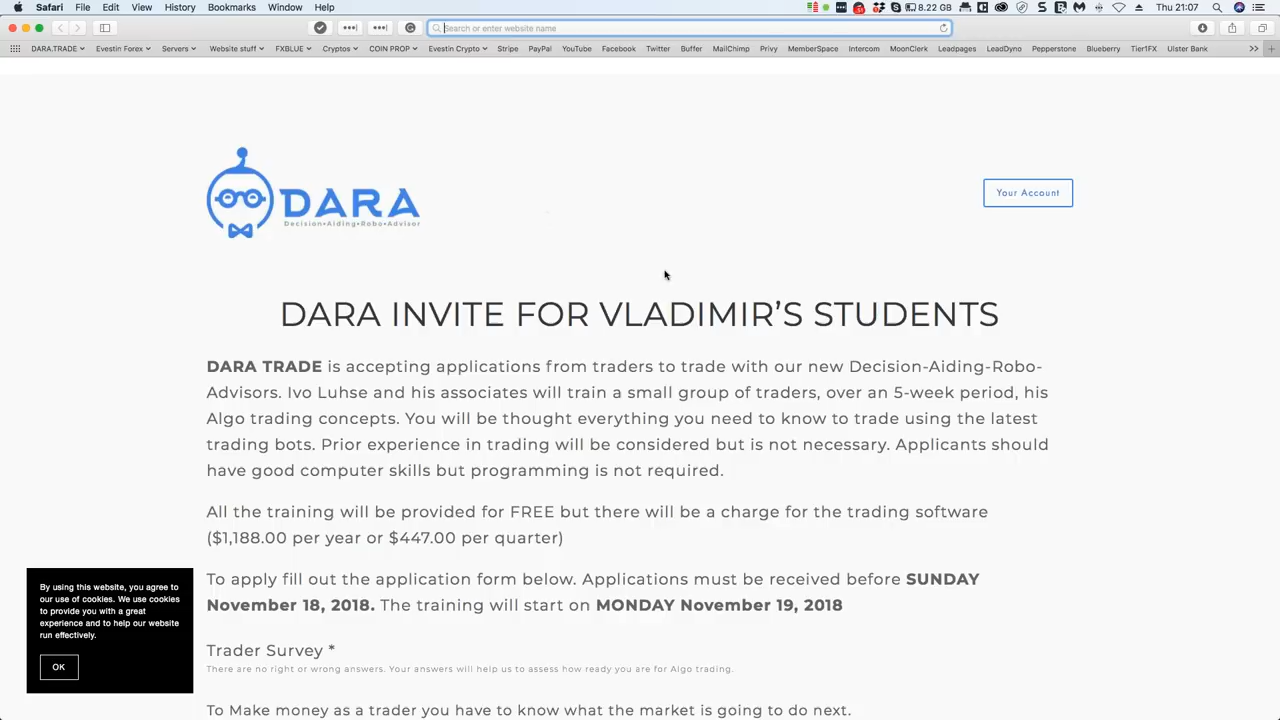 Safari File Edit View History Bookmarks Window Help 8.22 GB Thu 21:07
Search or enter website name
DARA.TRADE Evestin Forex Servers Website stuff FXBLUE Cryptos COIN PROP Evestin Crypto Stripe PayPal YouTube Facebook Twitter Buffer MailChimp Privy MemberSpace Intercom MoonClerk Leadpages LeadDyno Pepperstone Blueberry Tier1FX Ulster Bank
DARA
Decision•Aiding•Robo•Advisor
Your Account
DARA INVITE FOR VLADIMIR'S STUDENTS
DARA TRADE is accepting applications from traders to trade with our new Decision-Aiding-Robo-
Advisors. Ivo Luhse and his associates will train a small group of traders, over an 5-week period, his
Algo trading concepts. You will be thought everything you need to know to trade using the latest
trading bots. Prior experience in trading will be considered but is not necessary. Applicants should
have good computer skills but programming is not required.
All the training will be provided for FREE but there will be a charge for the trading software
($1,188.00 per year or $447.00 per quarter)
To apply fill out the application form below. Applications must be received before SUNDAY
November 18, 2018. The training will start on MONDAY November 19, 2018
Trader Survey *
There are no right or wrong answers. Your answers will help us to assess how ready you are for Algo trading.
To Make money as a trader you have to know what the market is going to do next.
By using this website, you agree to
our use of cookies. We use cookies
to provide you with a great
experience and to help our website
run effectively.
OK